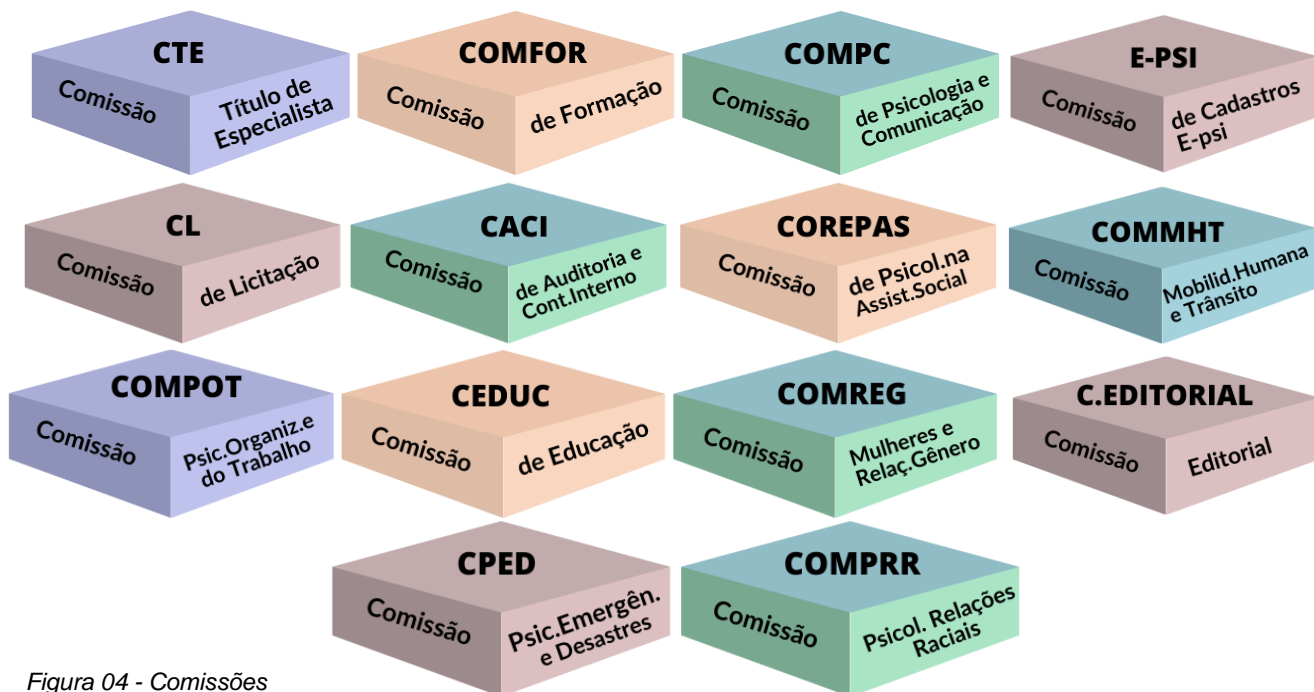 CTE
Comissão
Título de
Especialista
COMFOR
Comissão
de Formação
COMPC
Comissão
de Psicologia e
Comunicação
E-PSI
Comissão
de Cadastros
E-psi
CL
Comissão
de Licitação
CACI
Comissão
de Auditoria e
Cont.Interno
COREPAS
Comissão
de Psicol.na
Assist.Social
COMMHT
Comissão
Mobilid.Humana
e Trânsito
COMPOT
Comissão
Psic.Organiz.e
do Trabalho
CEDUC
Comissão
de Educação
COMREG
Comissão
Mulheres e
Relaç.Gênero
C.EDITORIAL
Comissão
Editorial
CPED
Comissão
Psic.Emergên.
e Desastres
COMPRR
Comissão
Psicol. Relações
Raciais
Figura 04 - Comissões